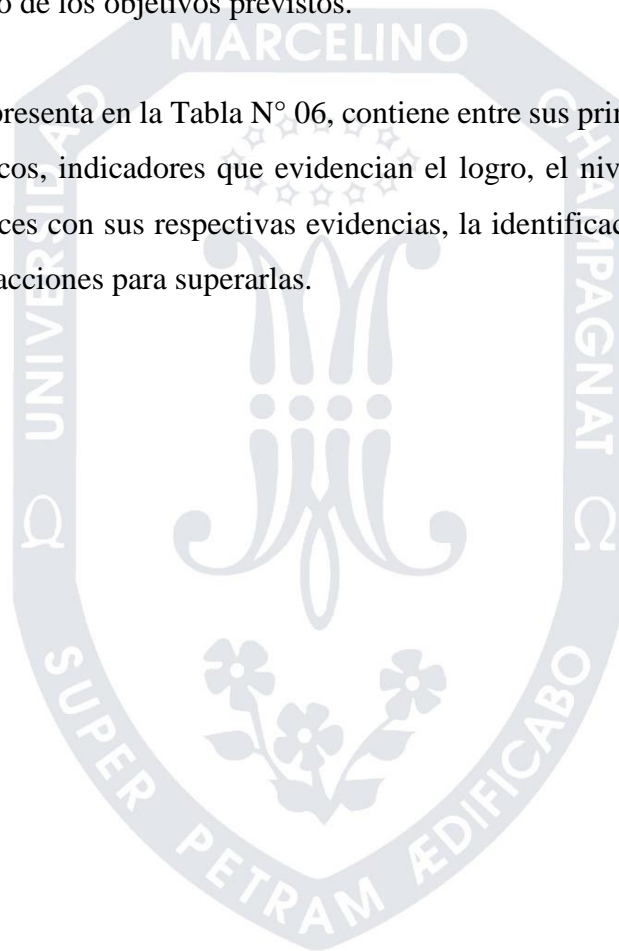 o de los objetivos previstos.
MARCELINO
presenta en la Tabla N° 06, contiene entre sus prin
cos, indicadores que evidencian el logro, el niv
ces con sus respectivas evidencias, la identificac
acciones para superarlas.
UNIVERSIDAD
CHAMPAGNAT
Ω
Ω
SUPER PETRAM ÆDIFICABO